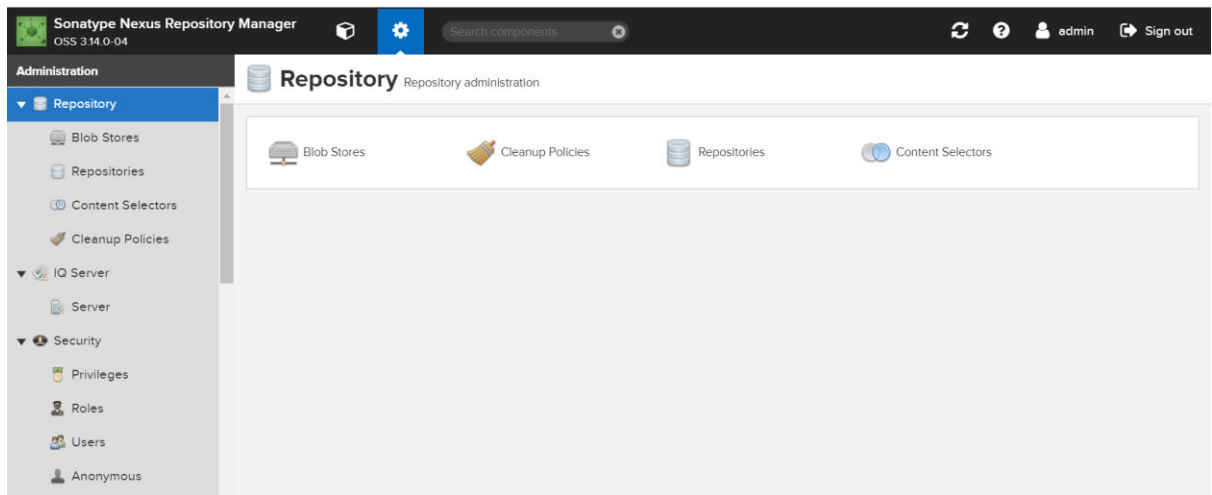 Sonatype Nexus Repository Manager
OSS 3.14.0-04
Search components
admin
Sign out
Administration
Repository
Blob Stores
Repositories
Content Selectors
Cleanup Policies
IQ Server
Server
Security
Privileges
Roles
Users
Anonymous
Repository Repository administration
Blob Stores
Cleanup Policies
Repositories
Content Selectors